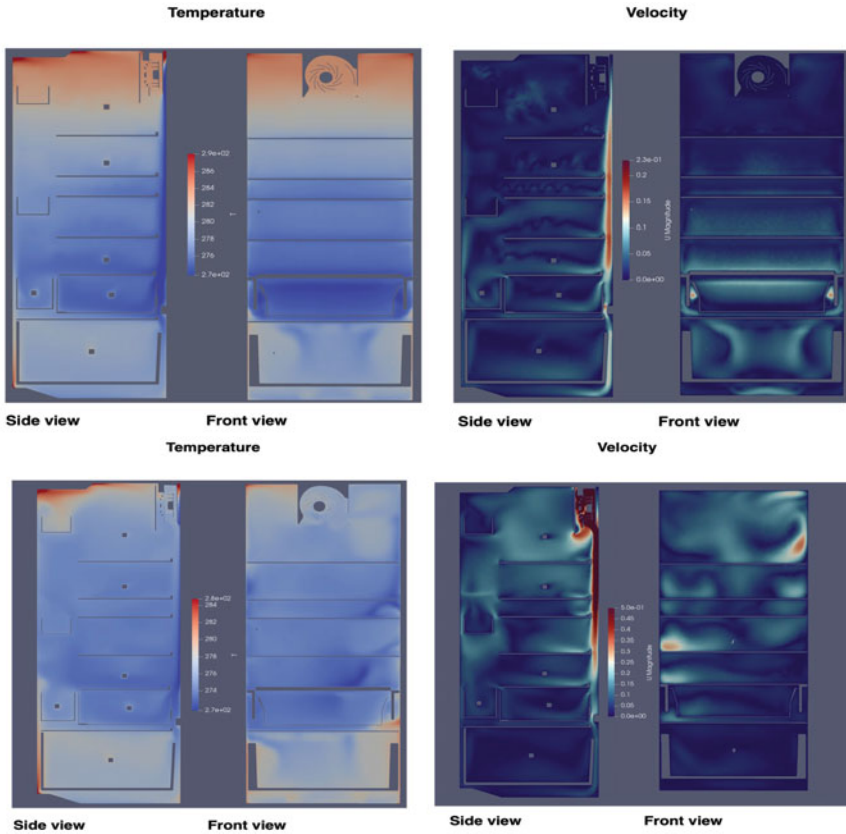 Temperature
Velocity
2.9e+02
286
284
282
280
278
276
2.7e+02
T
2.3e-01
0.2
0.15
0.1
0.05
0.0e+00
U Magnitude
Side view
Front view
Side view
Front view
Temperature
Velocity
2.8e+02
284
282
280
278
276
274
2.7e+02
T
5.0e-01
0.45
0.4
0.35
0.3
0.25
0.2
0.15
0.1
0.05
0.0e+00
U Magnitude
Side view
Front view
Side view
Front view